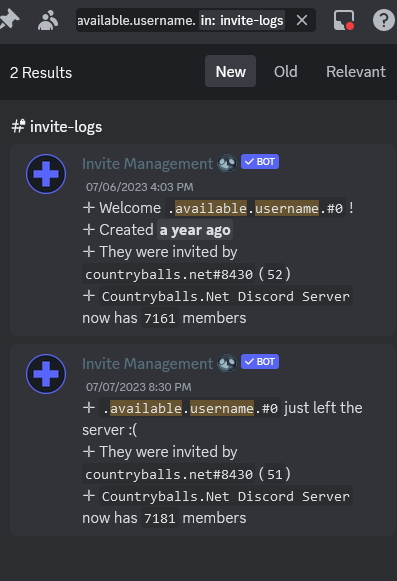 available.username. in: invite-logs
2 Results
New
Old
Relevant
invite-logs
Invite Management BOT
07/06/2023 4:03 PM
Welcome .available.username.#0 !
Created a year ago
They were invited by
countryballs.net#8430 (52)
Countryballs.Net Discord Server
now has 7161 members
Invite Management BOT
07/07/2023 8:30 PM
.available.username.#0 just left the
server :(
They were invited by
countryballs.net#8430 (51)
Countryballs.Net Discord Server
now has 7181 members